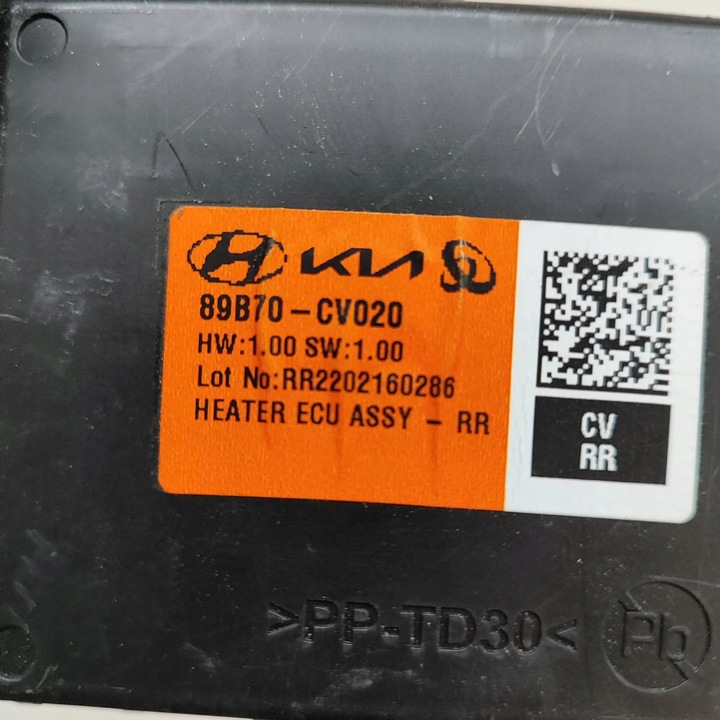 KIA
89B70-CV020
HW:1.00 SW:1.00
Lot No:RR2202160286
HEATER ECU ASSY - RR
CV
RR
>PP-TD30<
Pb